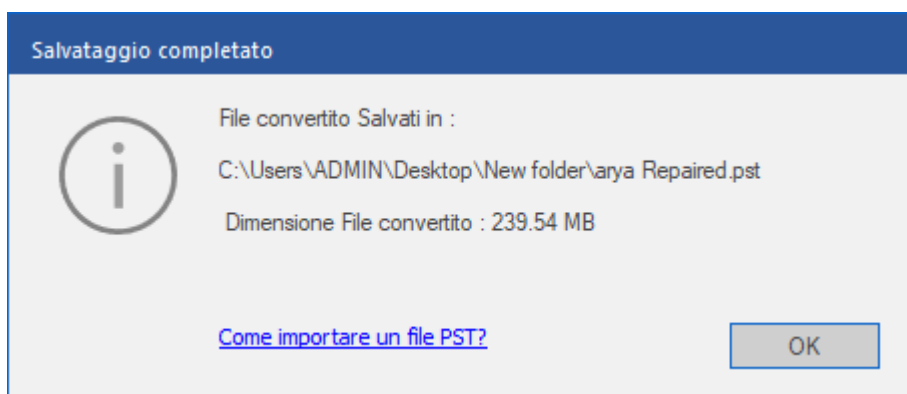 Salvataggio completato
File convertito Salvati in :
C:\Users\ADMIN\Desktop\New folder\arya Repaired.pst
Dimensione File convertito : 239.54 MB
Come importare un file PST?
OK